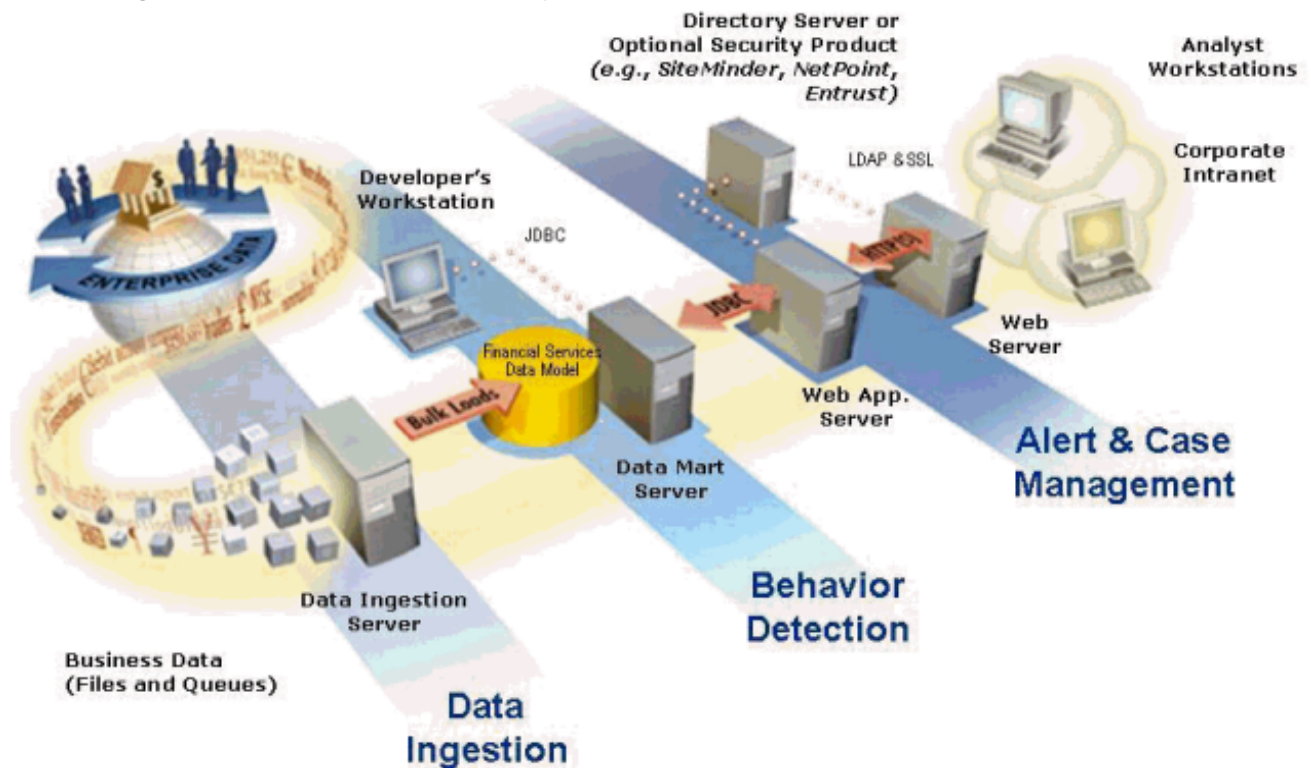 Directory Server or
Optional Security Product
(e.g., SiteMinder, NetPoint,
Entrust)
Analyst
Workstations
LDAP & SSL
Corporate
Intranet
Developer's
Workstation
JDBC
ENTERPRISE DATA
HTTP(S)
JDBC
Web
Server
Financial Services
Data Model
Bulk Loads
Web App.
Server
Alert & Case
Management
Data Mart
Server
Behavior
Detection
Data Ingestion
Server
Business Data
(Files and Queues)
Data
Ingestion